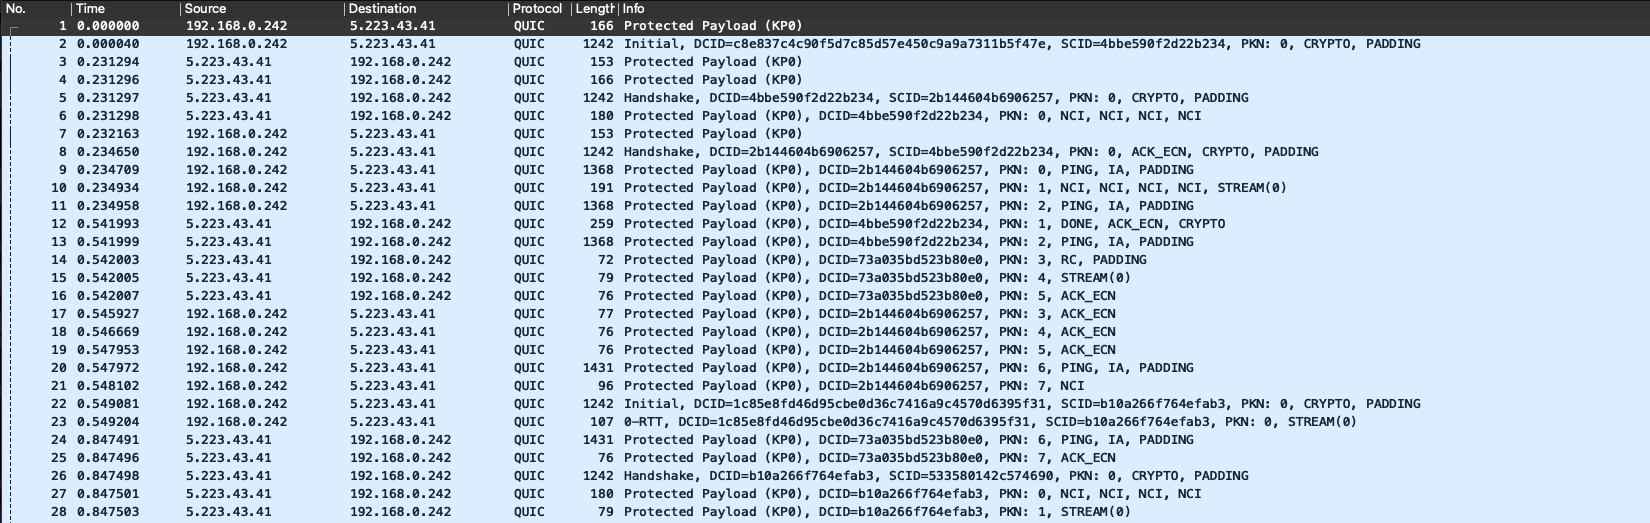 No. Time Source Destination Protocol Length Info
1 0.000000 192.168.0.242 5.223.43.41 QUIC 166 Protected Payload (KP0)
2 0.000040 192.168.0.242 5.223.43.41 QUIC 1242 Initial, DCID=c8e837c4c90f5d7c85d57e450c9a9a7311b5f47e, SCID=4bbe590f2d22b234, PKN: 0, CRYPTO, PADDING
3 0.231294 5.223.43.41 192.168.0.242 QUIC 153 Protected Payload (KP0)
4 0.231296 5.223.43.41 192.168.0.242 QUIC 166 Protected Payload (KP0)
5 0.231297 5.223.43.41 192.168.0.242 QUIC 1242 Handshake, DCID=4bbe590f2d22b234, SCID=2b144604b6906257, PKN: 0, CRYPTO, PADDING
6 0.231298 5.223.43.41 192.168.0.242 QUIC 180 Protected Payload (KP0), DCID=4bbe590f2d22b234, PKN: 0, NCI, NCI, NCI, NCI
7 0.232163 192.168.0.242 5.223.43.41 QUIC 153 Protected Payload (KP0)
8 0.234650 192.168.0.242 5.223.43.41 QUIC 1242 Handshake, DCID=2b144604b6906257, SCID=4bbe590f2d22b234, PKN: 0, ACK_ECN, CRYPTO, PADDING
9 0.234709 192.168.0.242 5.223.43.41 QUIC 1368 Protected Payload (KP0), DCID=2b144604b6906257, PKN: 0, PING, IA, PADDING
10 0.234934 192.168.0.242 5.223.43.41 QUIC 191 Protected Payload (KP0), DCID=2b144604b6906257, PKN: 1, NCI, NCI, NCI, NCI, STREAM(0)
11 0.234958 192.168.0.242 5.223.43.41 QUIC 1368 Protected Payload (KP0), DCID=2b144604b6906257, PKN: 2, PING, IA, PADDING
12 0.541993 5.223.43.41 192.168.0.242 QUIC 259 Protected Payload (KP0), DCID=4bbe590f2d22b234, PKN: 1, DONE, ACK_ECN, CRYPTO
13 0.541999 5.223.43.41 192.168.0.242 QUIC 1368 Protected Payload (KP0), DCID=4bbe590f2d22b234, PKN: 2, PING, IA, PADDING
14 0.542003 5.223.43.41 192.168.0.242 QUIC 72 Protected Payload (KP0), DCID=73a035bd523b80e0, PKN: 3, RC, PADDING
15 0.542005 5.223.43.41 192.168.0.242 QUIC 79 Protected Payload (KP0), DCID=73a035bd523b80e0, PKN: 4, STREAM(0)
16 0.542007 5.223.43.41 192.168.0.242 QUIC 76 Protected Payload (KP0), DCID=73a035bd523b80e0, PKN: 5, ACK_ECN
17 0.545927 192.168.0.242 5.223.43.41 QUIC 77 Protected Payload (KP0), DCID=2b144604b6906257, PKN: 3, ACK_ECN
18 0.546669 192.168.0.242 5.223.43.41 QUIC 76 Protected Payload (KP0), DCID=2b144604b6906257, PKN: 4, ACK_ECN
19 0.547953 192.168.0.242 5.223.43.41 QUIC 76 Protected Payload (KP0), DCID=2b144604b6906257, PKN: 5, ACK_ECN
20 0.547972 192.168.0.242 5.223.43.41 QUIC 1431 Protected Payload (KP0), DCID=2b144604b6906257, PKN: 6, PING, IA, PADDING
21 0.548102 192.168.0.242 5.223.43.41 QUIC 96 Protected Payload (KP0), DCID=2b144604b6906257, PKN: 7, NCI
22 0.549081 192.168.0.242 5.223.43.41 QUIC 1242 Initial, DCID=1c85e8fd46d95cbe0d36c7416a9c4570d6395f31, SCID=b10a266f764efab3, PKN: 0, CRYPTO, PADDING
23 0.549204 192.168.0.242 5.223.43.41 QUIC 107 0-RTT, DCID=1c85e8fd46d95cbe0d36c7416a9c4570d6395f31, SCID=b10a266f764efab3, PKN: 0, STREAM(0)
24 0.847491 5.223.43.41 192.168.0.242 QUIC 1431 Protected Payload (KP0), DCID=73a035bd523b80e0, PKN: 6, PING, IA, PADDING
25 0.847496 5.223.43.41 192.168.0.242 QUIC 76 Protected Payload (KP0), DCID=73a035bd523b80e0, PKN: 7, ACK_ECN
26 0.847498 5.223.43.41 192.168.0.242 QUIC 1242 Handshake, DCID=b10a266f764efab3, SCID=533580142c574690, PKN: 0, CRYPTO, PADDING
27 0.847501 5.223.43.41 192.168.0.242 QUIC 180 Protected Payload (KP0), DCID=b10a266f764efab3, PKN: 0, NCI, NCI, NCI, NCI
28 0.847503 5.223.43.41 192.168.0.242 QUIC 79 Protected Payload (KP0), DCID=b10a266f764efab3, PKN: 1, STREAM(0)